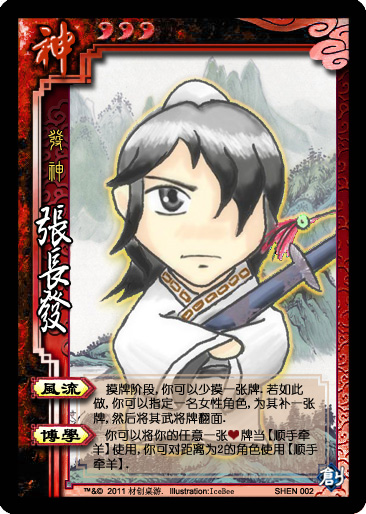 神
發神
張長發
風流
摸牌阶段,你可以少摸一张牌.若如此
做,你可以指定一名女性角色,为其补一张
牌,然后将其武将牌翻面.
博學
你可以将你的任意一张♥牌当【顺手牵
羊】使用,你可对距离为2的角色使用【顺手
牵羊】.
創
™&© 2011 材创桌游. Illustration:IceBee
SHEN 002